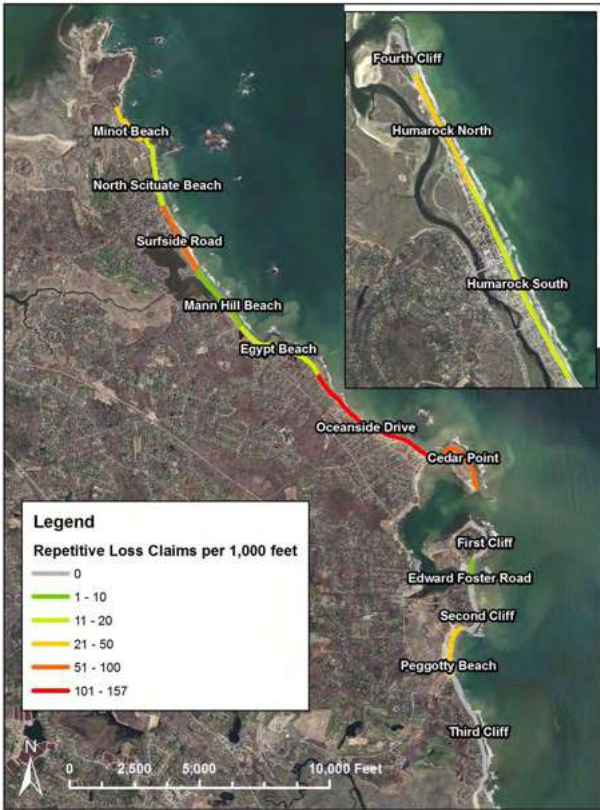 Fourth Cliff
Humarock North
Humarock South
Minot Beach
North Scituate Beach
Surfside Road
Mann Hill Beach
Egypt Beach
Oceanside Drive
Cedar Point
First Cliff
Edward Foster Road
Second Cliff
Peggotty Beach
Third Cliff
Legend
Repetitive Loss Claims per 1,000 feet
0
1 - 10
11 - 20
21 - 50
51 - 100
101 - 157
N
0 2,500 5,000 10,000 Feet